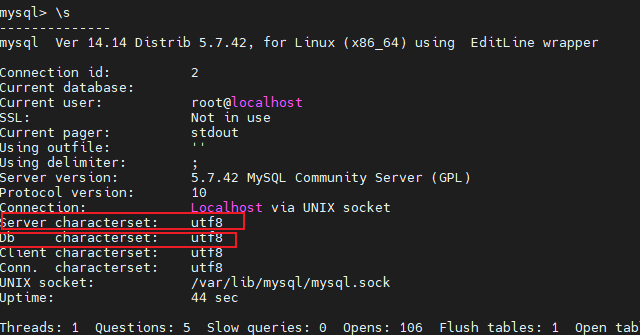 mysql> \s
--------------
mysql  Ver 14.14 Distrib 5.7.42, for Linux (x86_64) using  EditLine wrapper

Connection id:          2
Current database:
Current user:           root@localhost
SSL:                    Not in use
Current pager:          stdout
Using outfile:          ''
Using delimiter:        ;
Server version:         5.7.42 MySQL Community Server (GPL)
Protocol version:       10
Connection:             Localhost via UNIX socket
Server characterset:    utf8
Db     characterset:    utf8
Client characterset:    utf8
Conn.  characterset:    utf8
UNIX socket:            /var/lib/mysql/mysql.sock
Uptime:                 44 sec

Threads: 1  Questions: 5  Slow queries: 0  Opens: 106  Flush tables: 1  Open tab